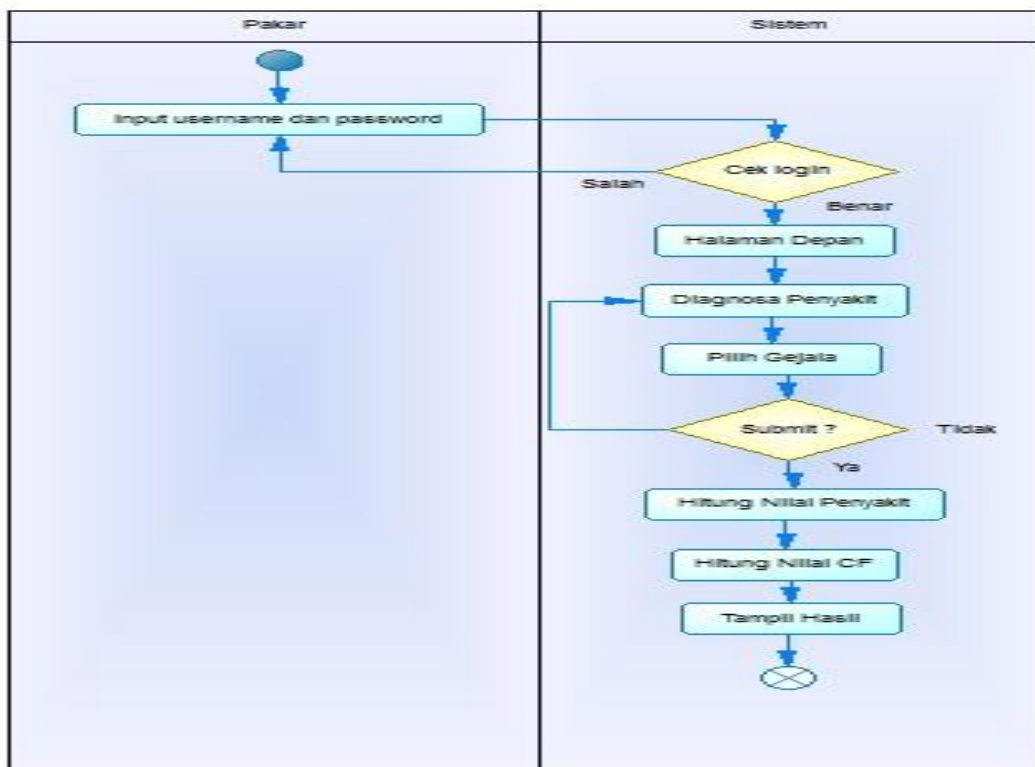 Pakar
Sistem
Input username dan password
Cek login
Salah
Benar
Halaman Depan
Diagnosa Penyakit
Pilih Gejala
Submit ?
Tidak
Ya
Hitung Nilai Penyakit
Hitung Nilai CF
Tampil Hasil